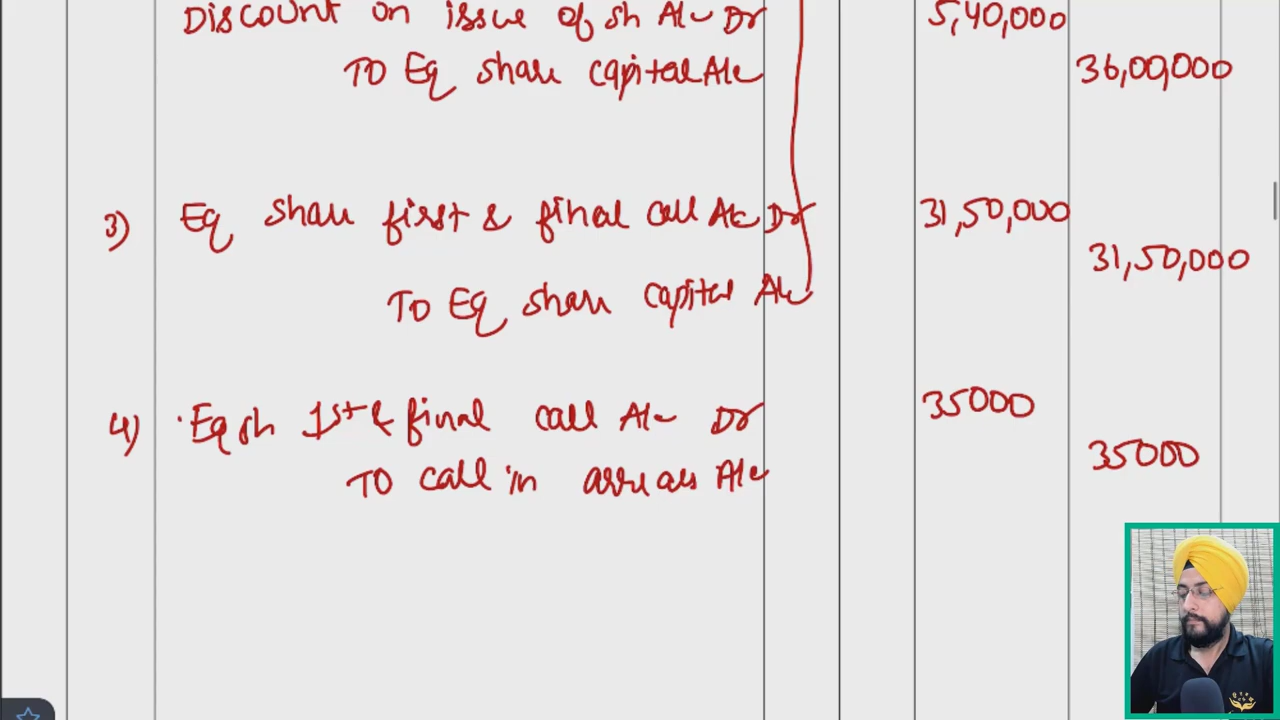 Discount on issue of sh A/c Dr 5,40,000
To Eq share capital A/c 36,00,000
3) Eq share first & final call A/c Dr 31,50,000
31,50,000
To Eq share capital A/c
4) Eq sh 1st & final call A/c Dr 35000
35000
To call in arrears A/c